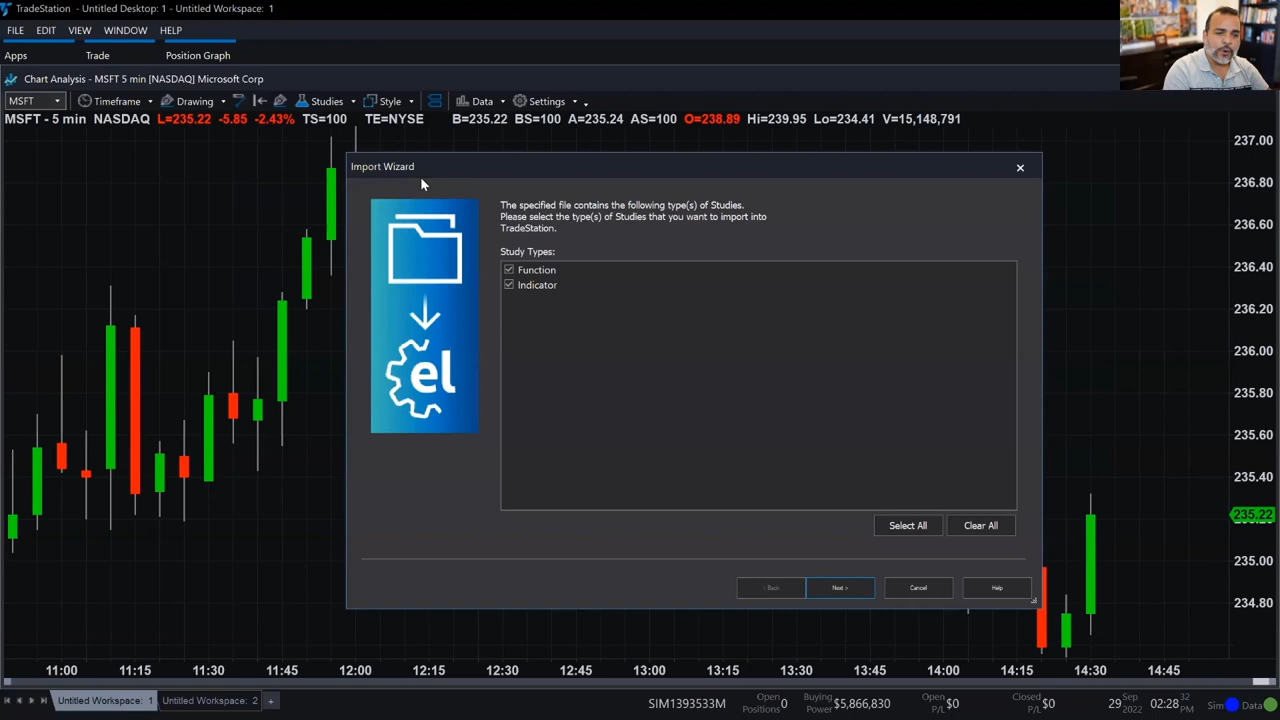 TradeStation - Untitled Desktop: 1 - Untitled Workspace: 1
FILE EDIT VIEW WINDOW HELP
Apps Trade Position Graph
Chart Analysis - MSFT 5 min [NASDAQ] Microsoft Corp
MSFT Timeframe Drawing Studies Style Data Settings
MSFT - 5 min NASDAQ L=235.22 -5.85 -2.43% TS=100 TE=NYSE B=235.22 BS=100 A=235.24 AS=100 O=238.89 Hi=239.95 Lo=234.41 V=15,148,791
Import Wizard
The specified file contains the following type(s) of Studies.
Please select the type(s) of Studies that you want to import into
TradeStation.
Study Types:
Function
Indicator
el
Select All Clear All
< Back Next > Cancel Help
237.00
236.80
236.60
236.40
236.20
236.00
235.80
235.60
235.40
235.22
235.00
234.80
11:00 11:15 11:30 11:45 12:00 12:15 12:30 12:45 13:00 13:15 13:30 13:45 14:00 14:15 14:30 14:45
Untitled Workspace: 1 Untitled Workspace: 2 +
SIM1393533M Open Positions 0 Buying Power $5,866,830 Open P/L $0 Closed P/L $0 29 Sep 2022 02:28 32 PM Sim Data